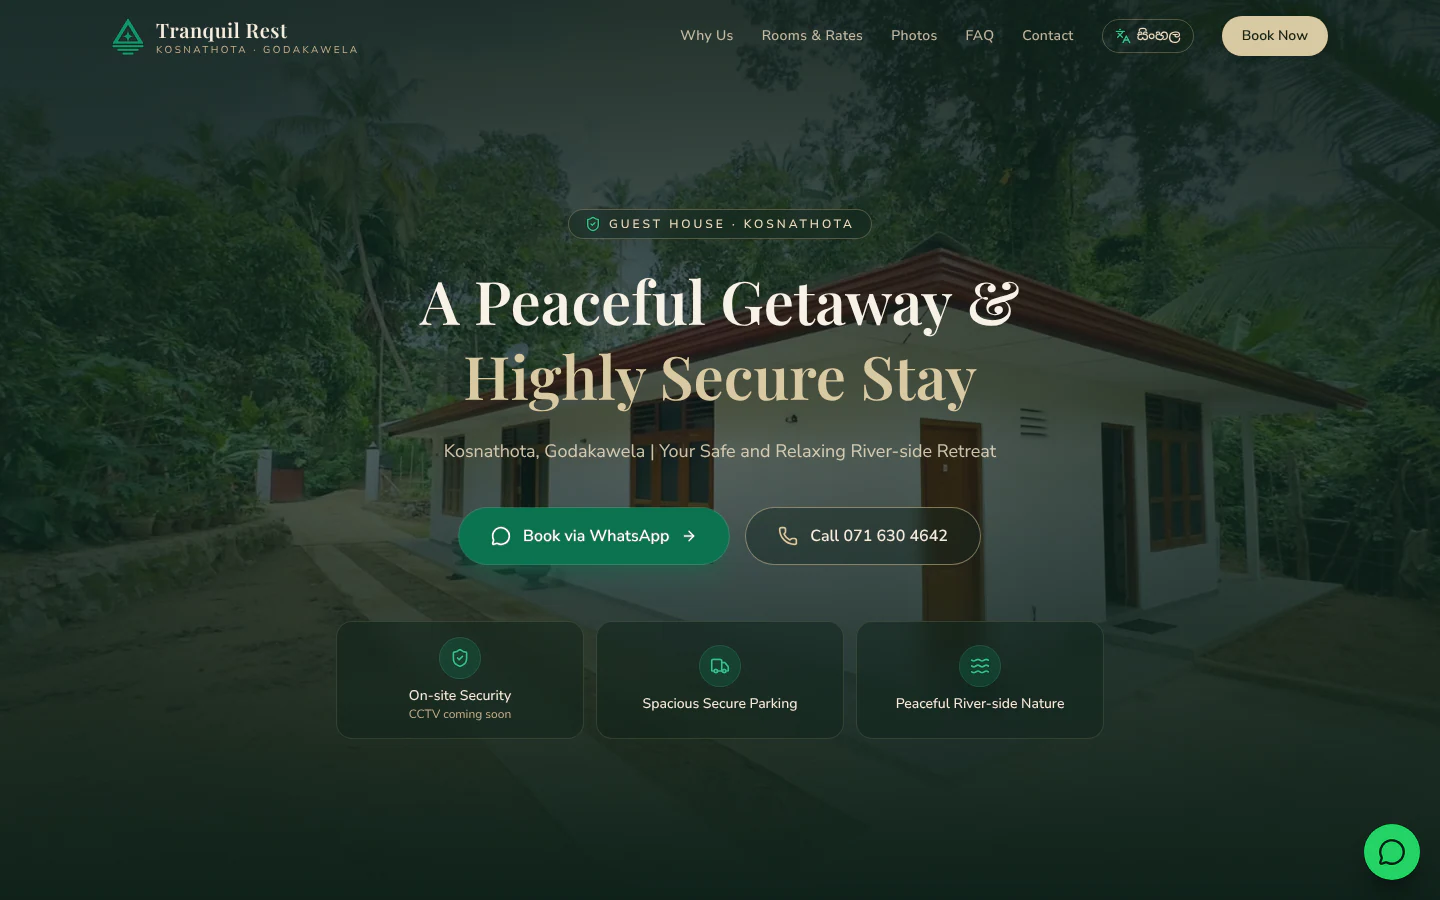 Tranquil Rest
KOSNATHOTA · GODAKAWELA
Why Us
Rooms & Rates
Photos
FAQ
Contact
සිංහල
Book Now
GUEST HOUSE · KOSNATHOTA
A Peaceful Getaway &
Highly Secure Stay
Kosnathota, Godakawela | Your Safe and Relaxing River-side Retreat
Book via WhatsApp
Call 071 630 4642
On-site Security
CCTV coming soon
Spacious Secure Parking
Peaceful River-side Nature